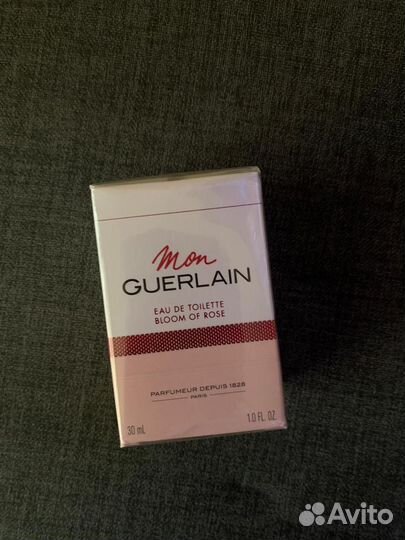 Mon
GUERLAIN
EAU DE TOILETTE
BLOOM OF ROSE
PARFUMEUR DEPUIS 1828
PARIS
30 mL 1.0 FL. OZ.
Avito